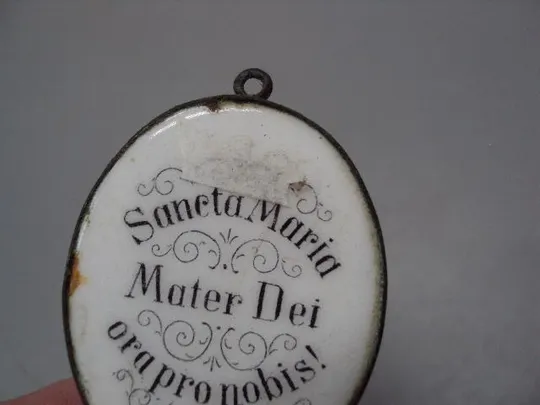 Sancta Maria
Mater Dei
ora pro nobis!